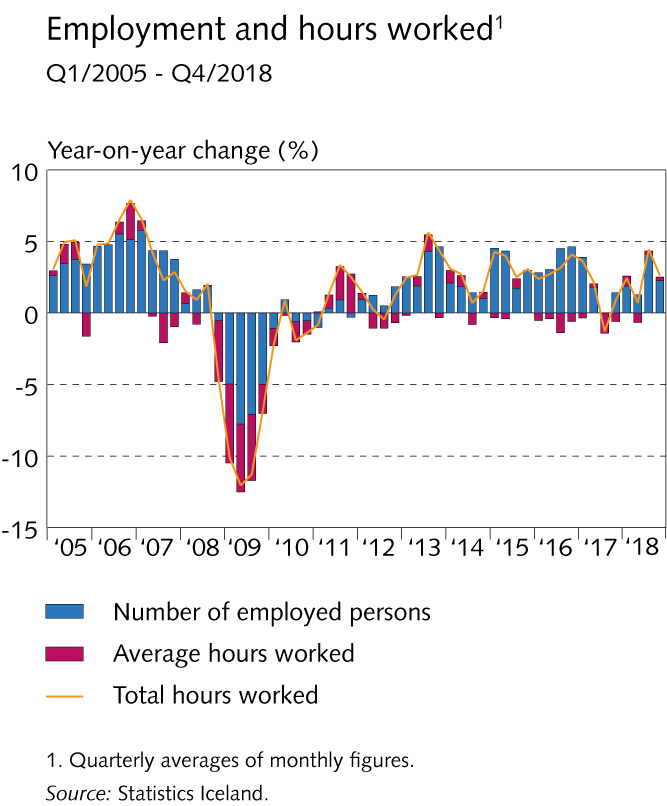 Employment and hours worked¹
Q1/2005 - Q4/2018
Year-on-year change (%)
10
5
0
-5
-10
-15
‘05 ‘06 ‘07 ‘08 ‘09 ‘10 ‘11 ‘12 ‘13 ‘14 ‘15 ‘16 ‘17 ‘18
Number of employed persons
Average hours worked
Total hours worked
1. Quarterly averages of monthly figures.
Source: Statistics Iceland.